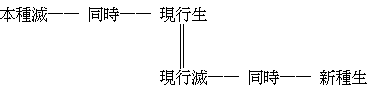 本種滅—— 同時—— 現行生
‖
現行滅—— 同時—— 新種生